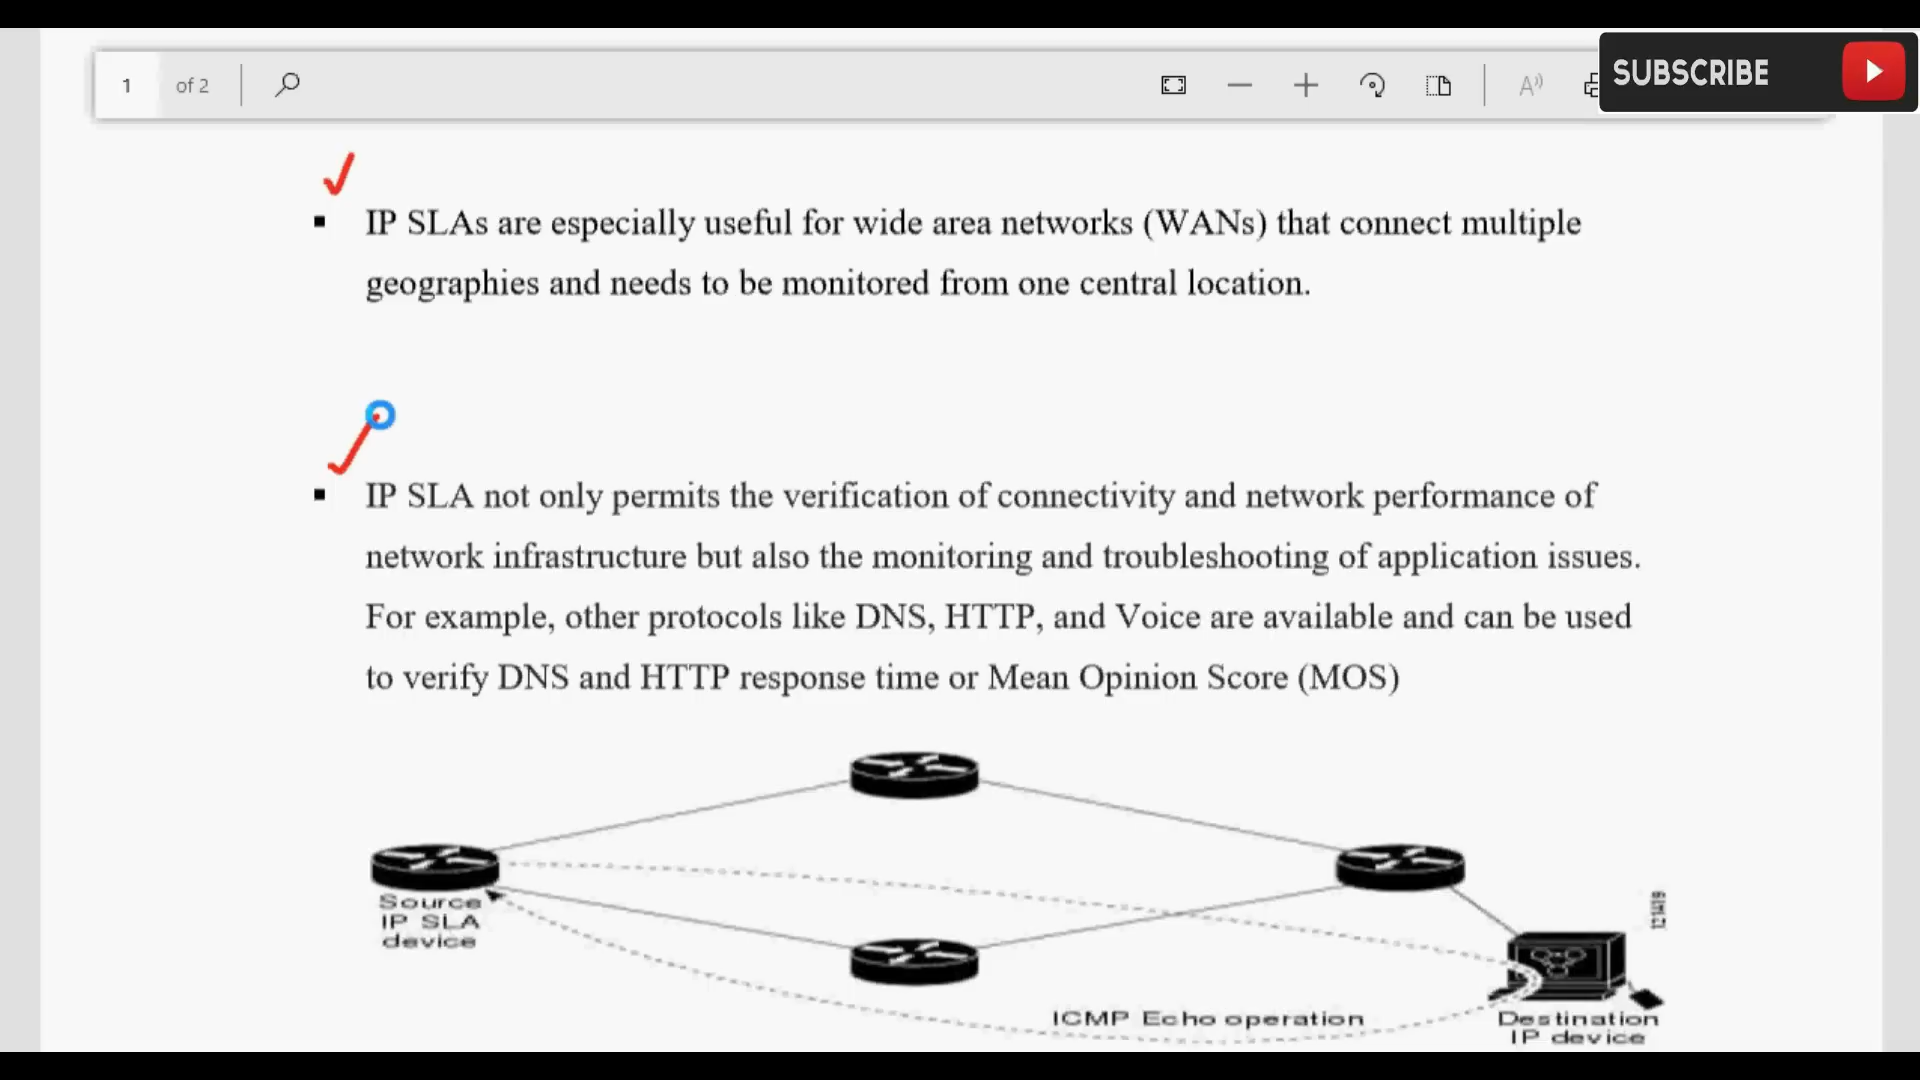 1 of 2
SUBSCRIBE
IP SLAs are especially useful for wide area networks (WANs) that connect multiple
geographies and needs to be monitored from one central location.
IP SLA not only permits the verification of connectivity and network performance of
network infrastructure but also the monitoring and troubleshooting of application issues.
For example, other protocols like DNS, HTTP, and Voice are available and can be used
to verify DNS and HTTP response time or Mean Opinion Score (MOS)
Source
IP SLA
device
121419
ICMP Echo operation
Destination
IP device